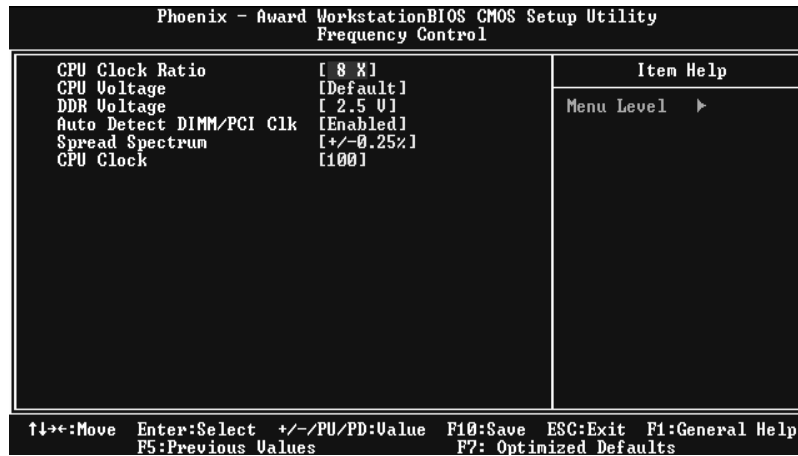 Phoenix - Award WorkstationBIOS CMOS Setup Utility
Frequency Control
CPU Clock Ratio [ 8 X]
CPU Voltage [Default]
DDR Voltage [ 2.5 V]
Auto Detect DIMM/PCI Clk [Enabled]
Spread Spectrum [+/-0.25%]
CPU Clock [100]
Item Help
Menu Level ▶
↑↓→←:Move Enter:Select +/-/PU/PD:Value F10:Save ESC:Exit F1:General Help
F5:Previous Values F7: Optimized Defaults